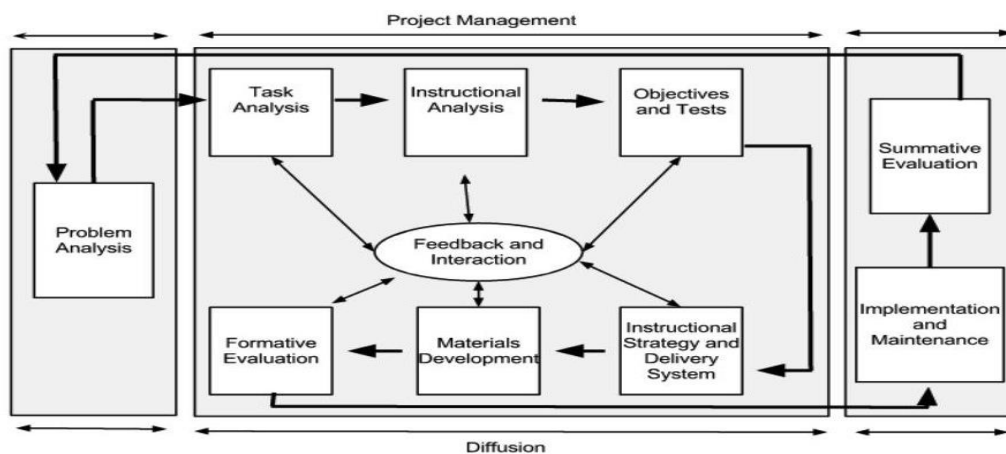 Project Management
Task
Analysis
Instructional
Analysis
Objectives
and Tests
Summative
Evaluation
Problem
Analysis
Feedback and
Interaction
Formative
Evaluation
Materials
Development
Instructional
Strategy and
Delivery
System
Implementation
and
Maintenance
Diffusion